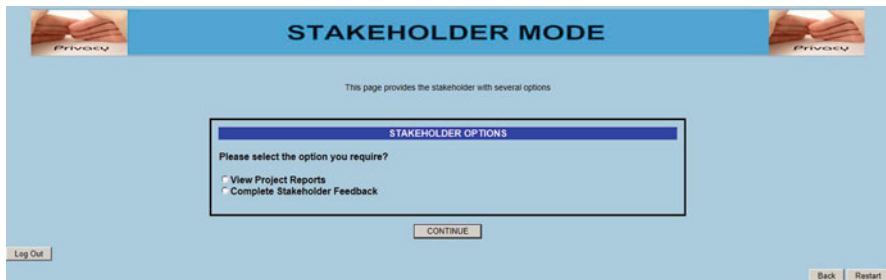 STAKEHOLDER MODE
Privacy
Privacy
This page provides the stakeholder with several options
STAKEHOLDER OPTIONS
Please select the option you require?
View Project Reports
Complete Stakeholder Feedback
CONTINUE
Log Out
Back Restart